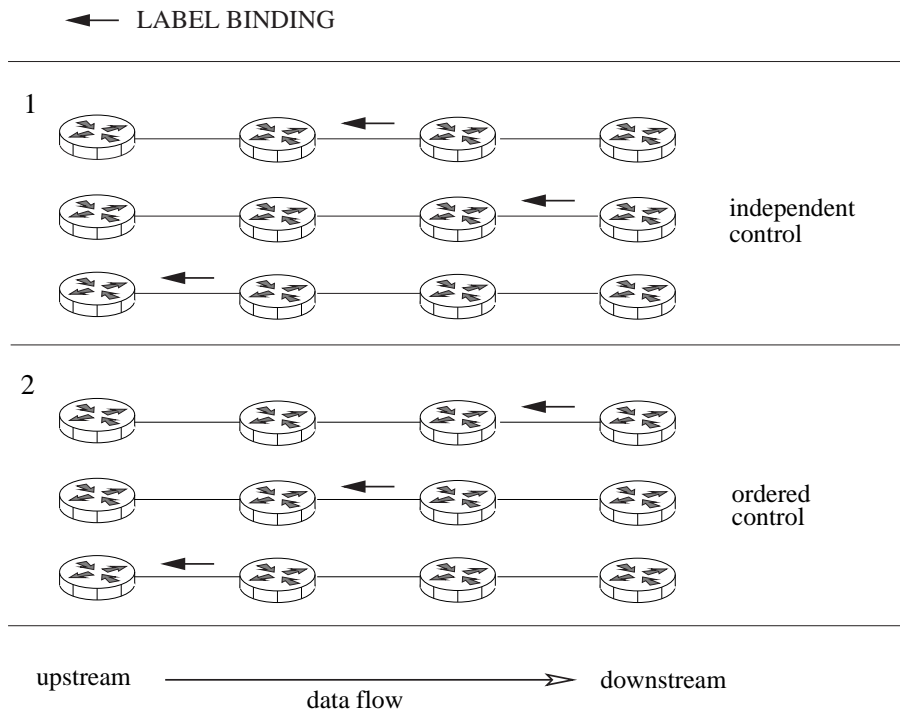 LABEL BINDING
1
independent
control
2
ordered
control
upstream
data flow
downstream